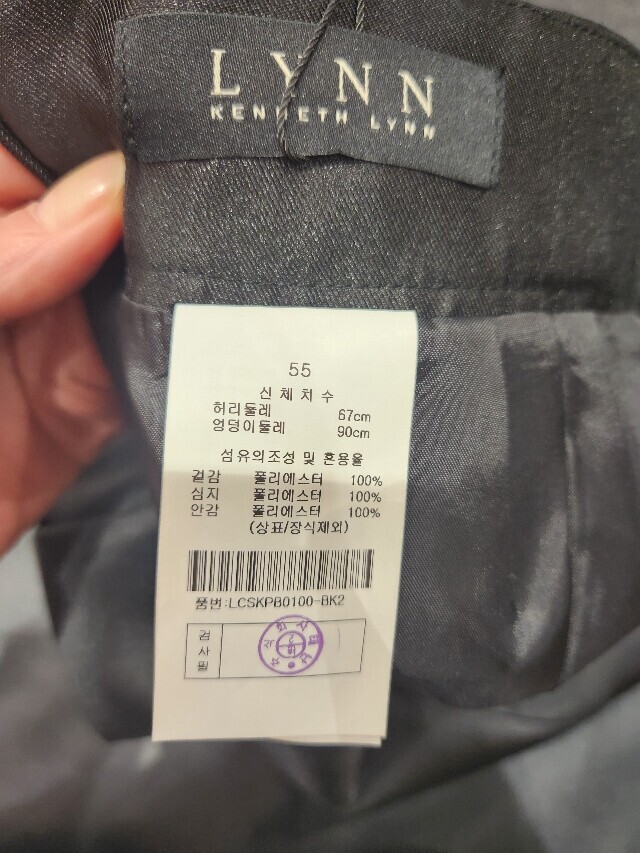 LYNN
KENNETH LYNN
55
신체치수
허리둘레 67cm
엉덩이둘레 90cm
섬유의조성 및 혼용율
겉감 폴리에스터 100%
심지 폴리에스터 100%
안감 폴리에스터 100%
(상표/장식제외)
품번:LCSKPB0100-BK2
검사필